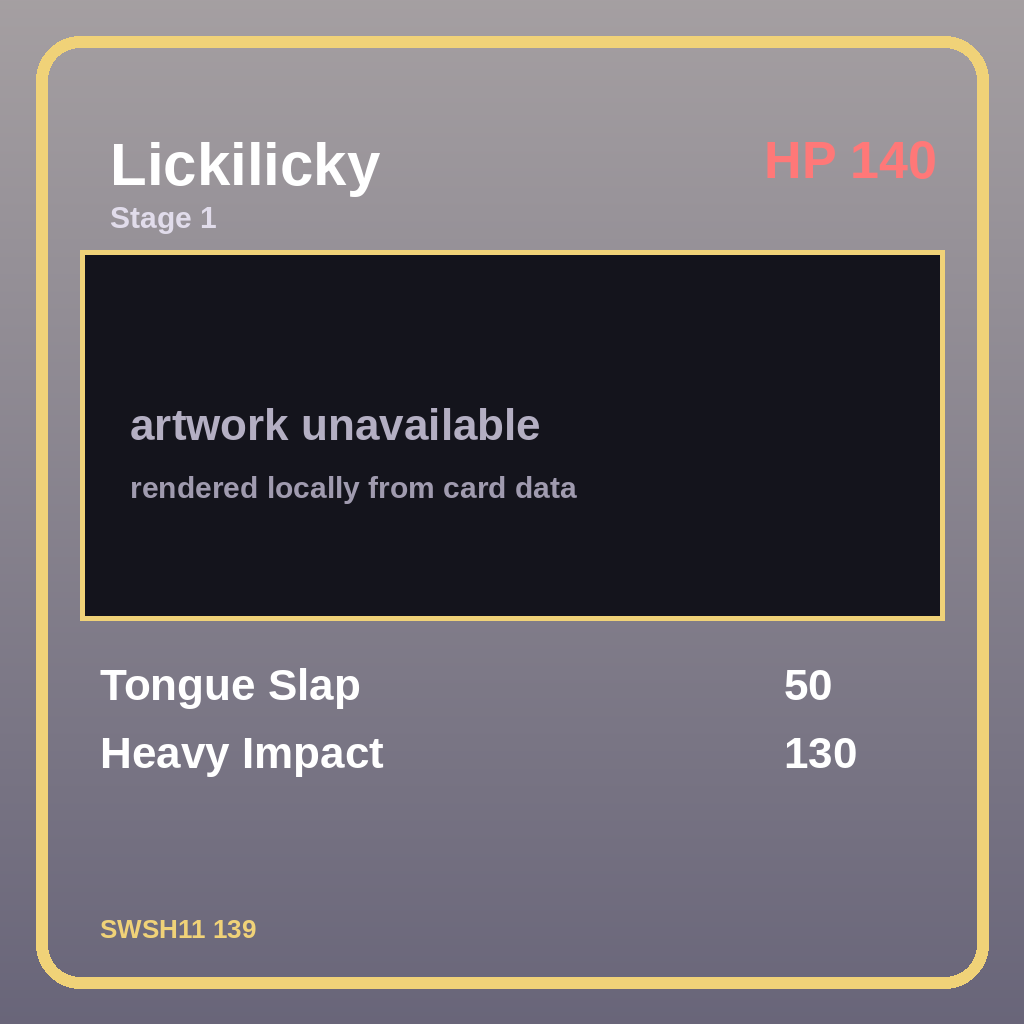 Lickilicky
HP 140
Stage 1
artwork unavailable
rendered locally from card data
Tongue Slap 50
Heavy Impact 130
SWSH11 139